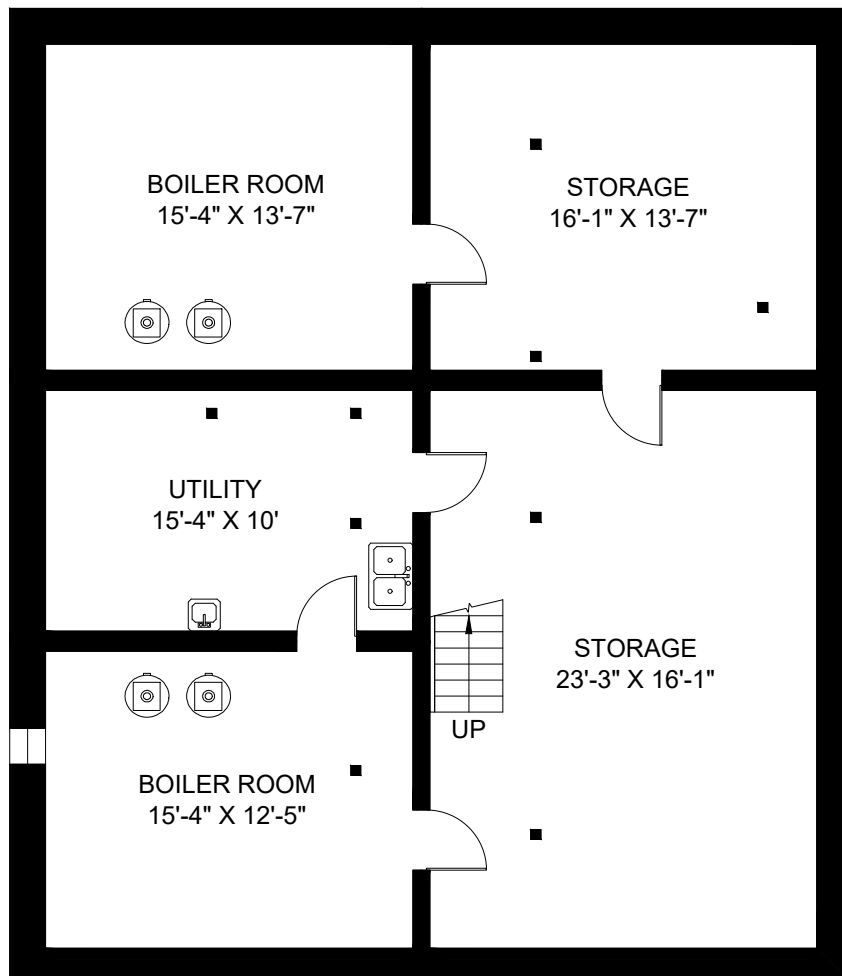 BOILER ROOM
15'-4" X 13'-7"
STORAGE
16'-1" X 13'-7"
UTILITY
15'-4" X 10'
STORAGE
23'-3" X 16'-1"
UP
BOILER ROOM
15'-4" X 12'-5"